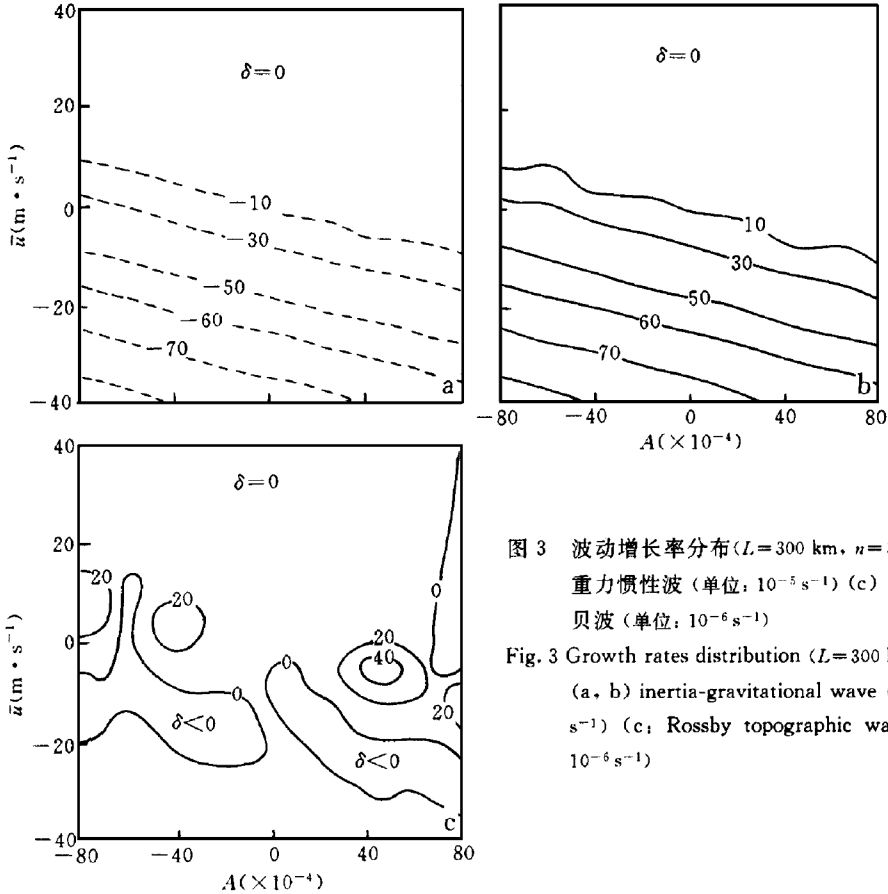 40
20
0
−20
−40
ū(m • s⁻¹)
δ=0
−10
−30
−50
−60
−70
a
δ=0
10
30
50
60
70
b
−80
−40
0
40
80
A(×10⁻⁴)
40
20
0
−20
−40
ū(m • s⁻¹)
δ=0
20
20
0
δ<0
0
20
40
0
20
δ<0
c
−80
−40
0
40
80
A(×10⁻⁴)
图 3 波动增长率分布(L=300 km, n=
重力惯性波 (单位: 10⁻⁵ s⁻¹) (c)
贝波 (单位: 10⁻⁶ s⁻¹)
Fig. 3 Growth rates distribution (L=300
(a, b) inertia-gravitational wave
s⁻¹) (c: Rossby topographic
10⁻⁶ s⁻¹)